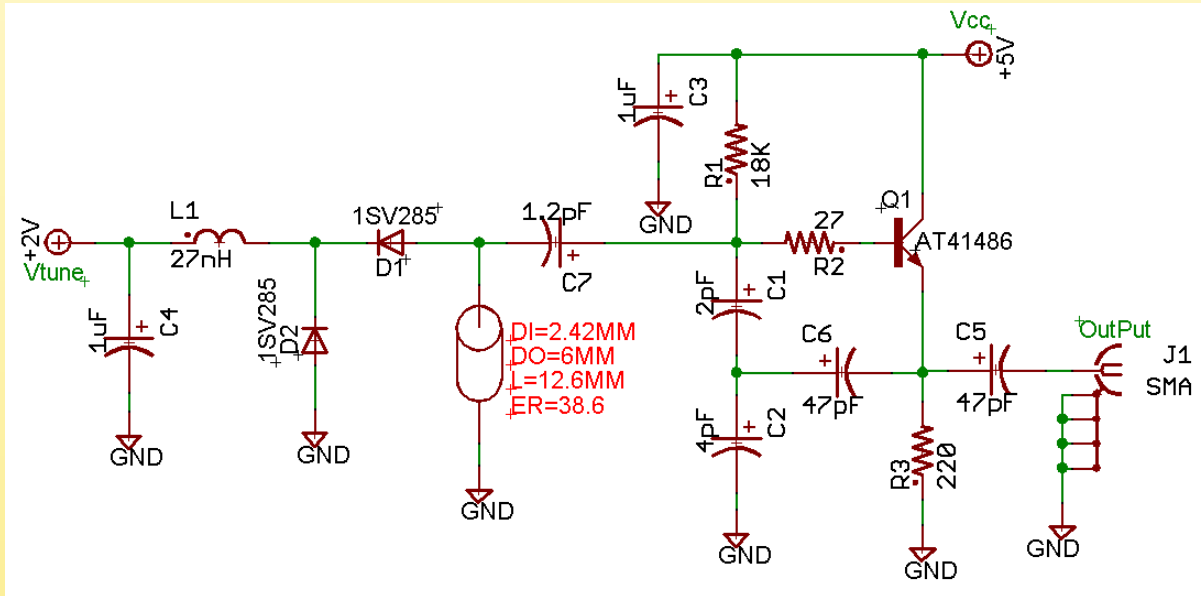 Vcc
+5V
1uF
C3
R1
18K
GND
Q1
27
R2
AT41486
+2V
Vtune
L1
27nH
1SV285
D1
1.2pF
C7
1uF
C4
GND
1SV285
D2
GND
DI=2.42MM
DO=6MM
L=12.6MM
ER=38.6
GND
2pF
C1
C6
47pF
C5
47pF
OutPut
J1
SMA
4pF
C2
GND
R3
220
GND
GND